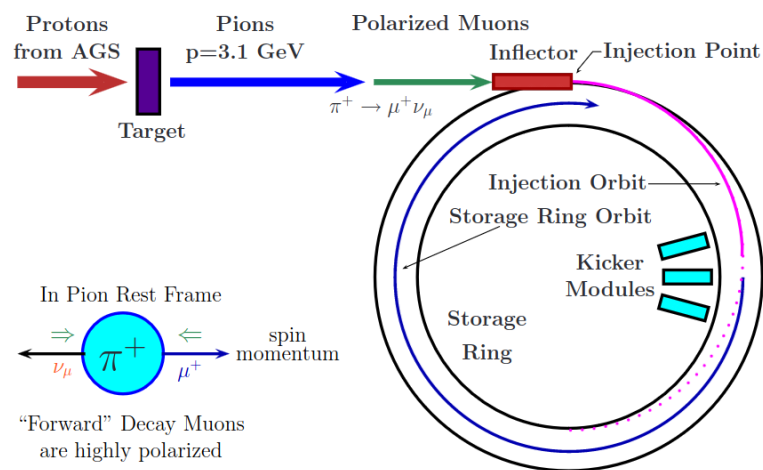 Protons
from AGS
Target
Pions
p=3.1 GeV
Polarized Muons
π⁺ → μ⁺ν_μ
Inflector
Injection Point
Injection Orbit
Storage Ring Orbit
Kicker
Modules
Storage
Ring
In Pion Rest Frame
⇒
⇐
π⁺
ν_μ
μ⁺
spin
momentum
“Forward” Decay Muons
are highly polarized